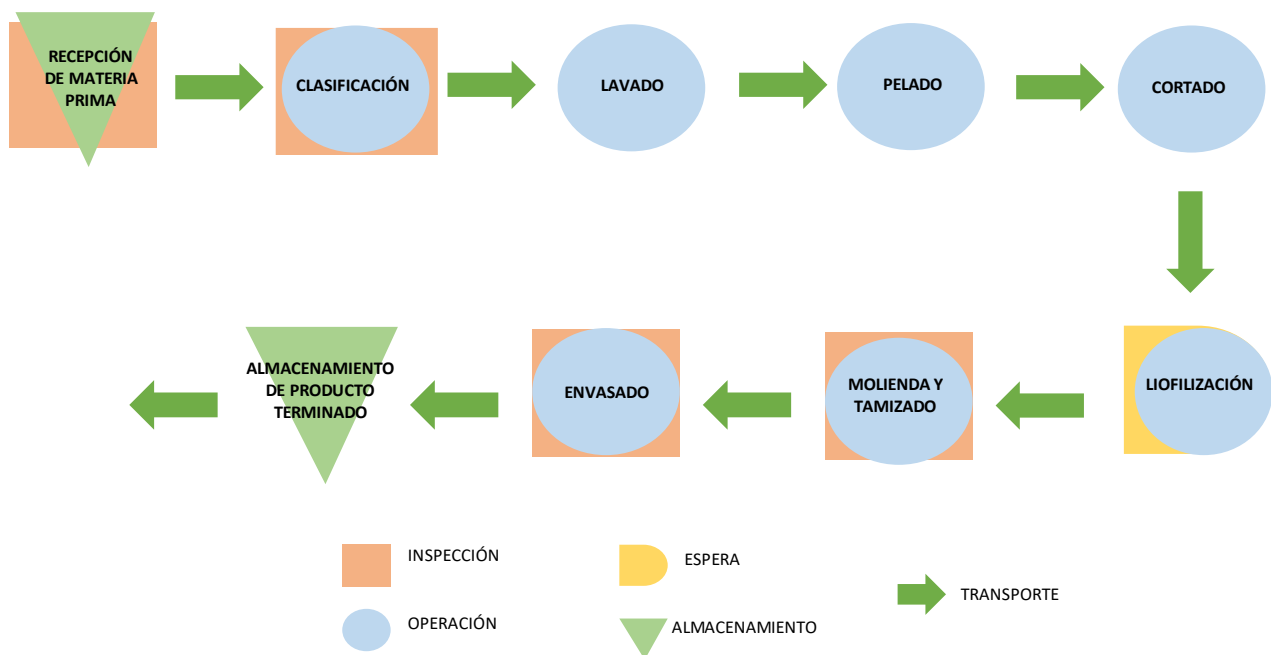 RECEPCIÓN
DE MATERIA
PRIMA
CLASIFICACIÓN
LAVADO
PELADO
CORTADO
LIOFILIZACIÓN
MOLIENDA Y
TAMIZADO
ENVASADO
ALMACENAMIENTO
DE PRODUCTO
TERMINADO
INSPECCIÓN
ESPERA
TRANSPORTE
OPERACIÓN
ALMACENAMIENTO